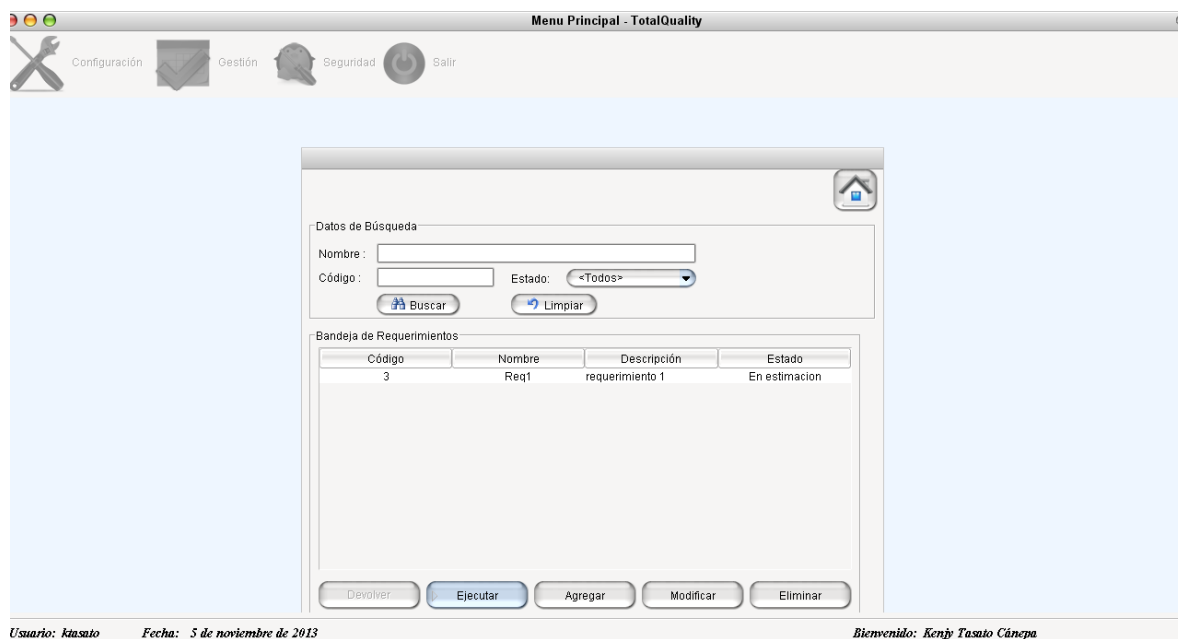 Menu Principal - TotalQuality
Configuración Gestión Seguridad Salir
Datos de Búsqueda
Nombre :
Código : Estado: <Todos>
Buscar Limpiar
Bandeja de Requerimientos
Código Nombre Descripción Estado
3 Req1 requerimiento 1 En estimacion
Devolver Ejecutar Agregar Modificar Eliminar
Usuario: ktasato Fecha: 5 de noviembre de 2013 Bienvenido: Kenjy Tasato Cánepa